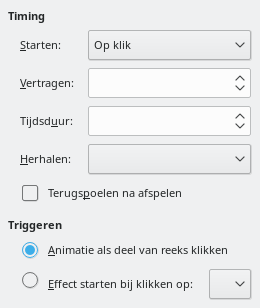 Timing
Starten: Op klik
Vertragen:
Tijdsduur:
Herhalen:
Terugspoelen na afspelen
Triggeren
Animatie als deel van reeks klikken
Effect starten bij klikken op: